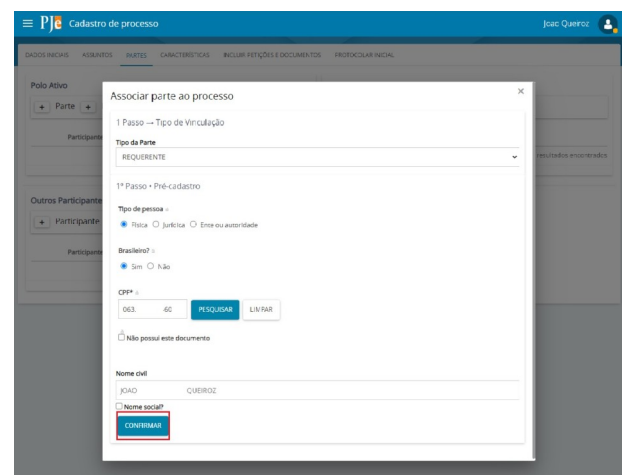 PJe Cadastro de processo Joao Queiroz
DADOS INICIAIS ASSUNTOS PARTES CARACTERÍSTICAS INCLUIR PETIÇÕES E DOCUMENTOS PROTOCOLAR INICIAL
Polo Ativo
+ Parte +
Participante
resultados encontrados
Outros Participante
+ Participante
Participante
Associar parte ao processo ×
1 Passo → Tipo de Vinculação
Tipo da Parte
REQUERENTE
1º Passo • Pré-cadastro
Tipo de pessoa
Física Jurídica Ente ou autoridade
Brasileiro?
Sim Não
CPF*
063. -60 PESQUISAR LIMPAR
Não possui este documento
Nome civil
JOAO QUEIROZ
Nome social?
CONFIRMAR